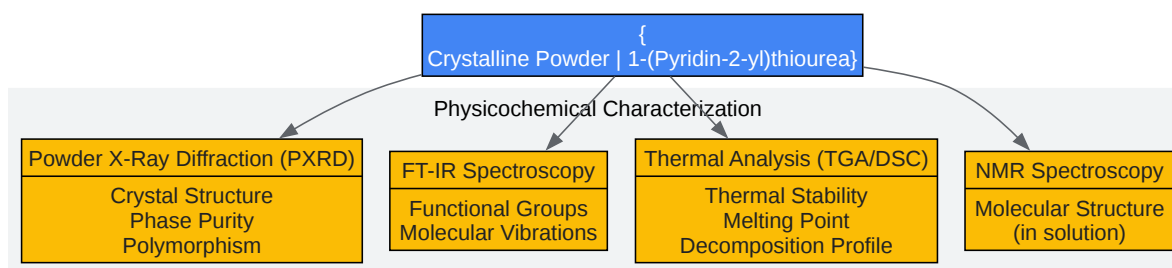 {
Crystalline Powder | 1-(Pyridin-2-yl)thiourea}
Physicochemical Characterization
Powder X-Ray Diffraction (PXRD)
Crystal Structure
Phase Purity
Polymorphism
FT-IR Spectroscopy
Functional Groups
Molecular Vibrations
Thermal Analysis (TGA/DSC)
Thermal Stability
Melting Point
Decomposition Profile
NMR Spectroscopy
Molecular Structure
(in solution)